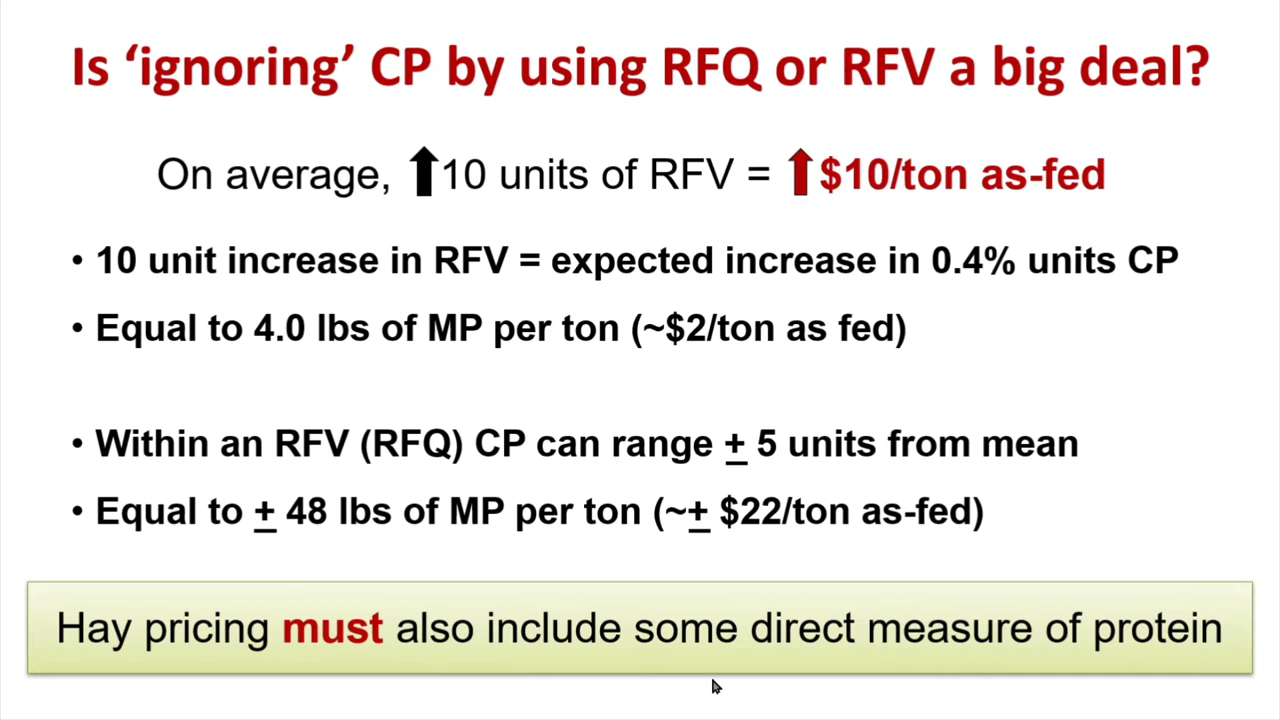 Is ‘ignoring’ CP by using RFQ or RFV a big deal?
On average, ⬆10 units of RFV = ⬆$10/ton as-fed
• 10 unit increase in RFV = expected increase in 0.4% units CP
• Equal to 4.0 lbs of MP per ton (~$2/ton as fed)
• Within an RFV (RFQ) CP can range ± 5 units from mean
• Equal to ± 48 lbs of MP per ton (~± $22/ton as-fed)
Hay pricing must also include some direct measure of protein